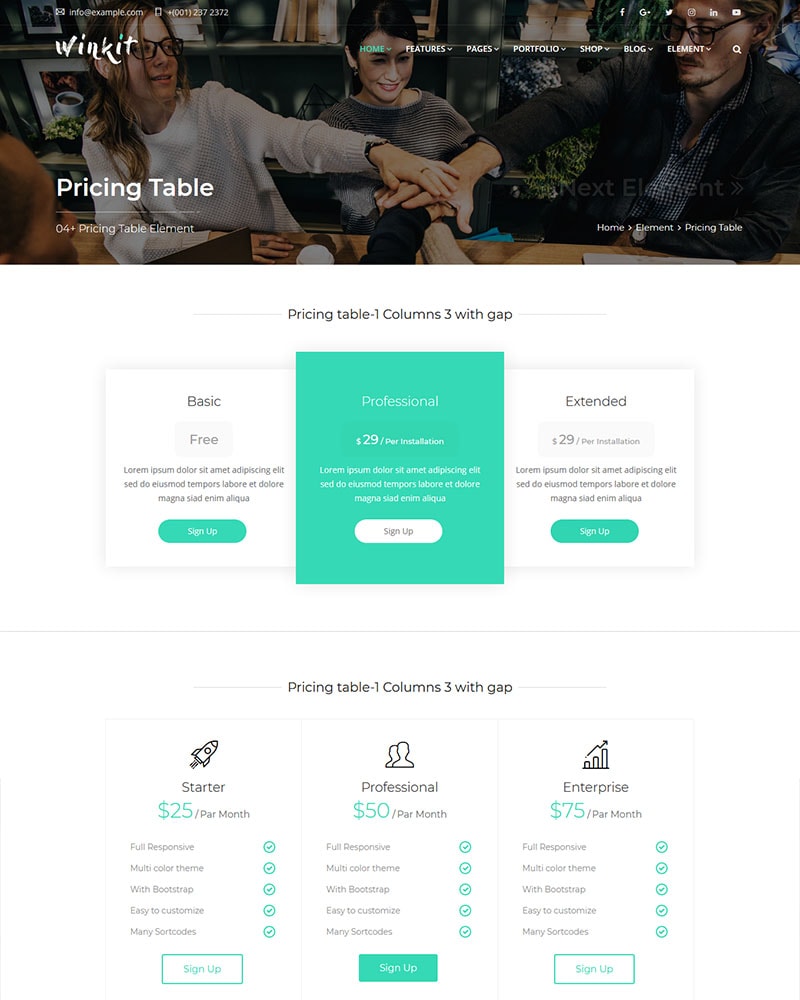 info@example.com +(001) 237 2372
winkit
HOME FEATURES PAGES PORTFOLIO SHOP BLOG ELEMENT
Pricing Table
Next Element
04+ Pricing Table Element
Home > Element > Pricing Table
Pricing table-1 Columns 3 with gap
Basic
Free
Lorem ipsum dolor sit amet adipiscing elit
sed do eiusmod tempors labore et dolore
magna siad enim aliqua
Sign Up
Professional
$ 29 / Per Installation
Lorem ipsum dolor sit amet adipiscing elit
sed do eiusmod tempors labore et dolore
magna siad enim aliqua
Sign Up
Extended
$ 29 / Per Installation
Lorem ipsum dolor sit amet adipiscing elit
sed do eiusmod tempors labore et dolore
magna siad enim aliqua
Sign Up
Pricing table-1 Columns 3 with gap
Starter
$25 / Par Month
Full Responsive
Multi color theme
With Bootstrap
Easy to customize
Many Sortcodes
Sign Up
Professional
$50 / Par Month
Full Responsive
Multi color theme
With Bootstrap
Easy to customize
Many Sortcodes
Sign Up
Enterprise
$75 / Par Month
Full Responsive
Multi color theme
With Bootstrap
Easy to customize
Many Sortcodes
Sign Up